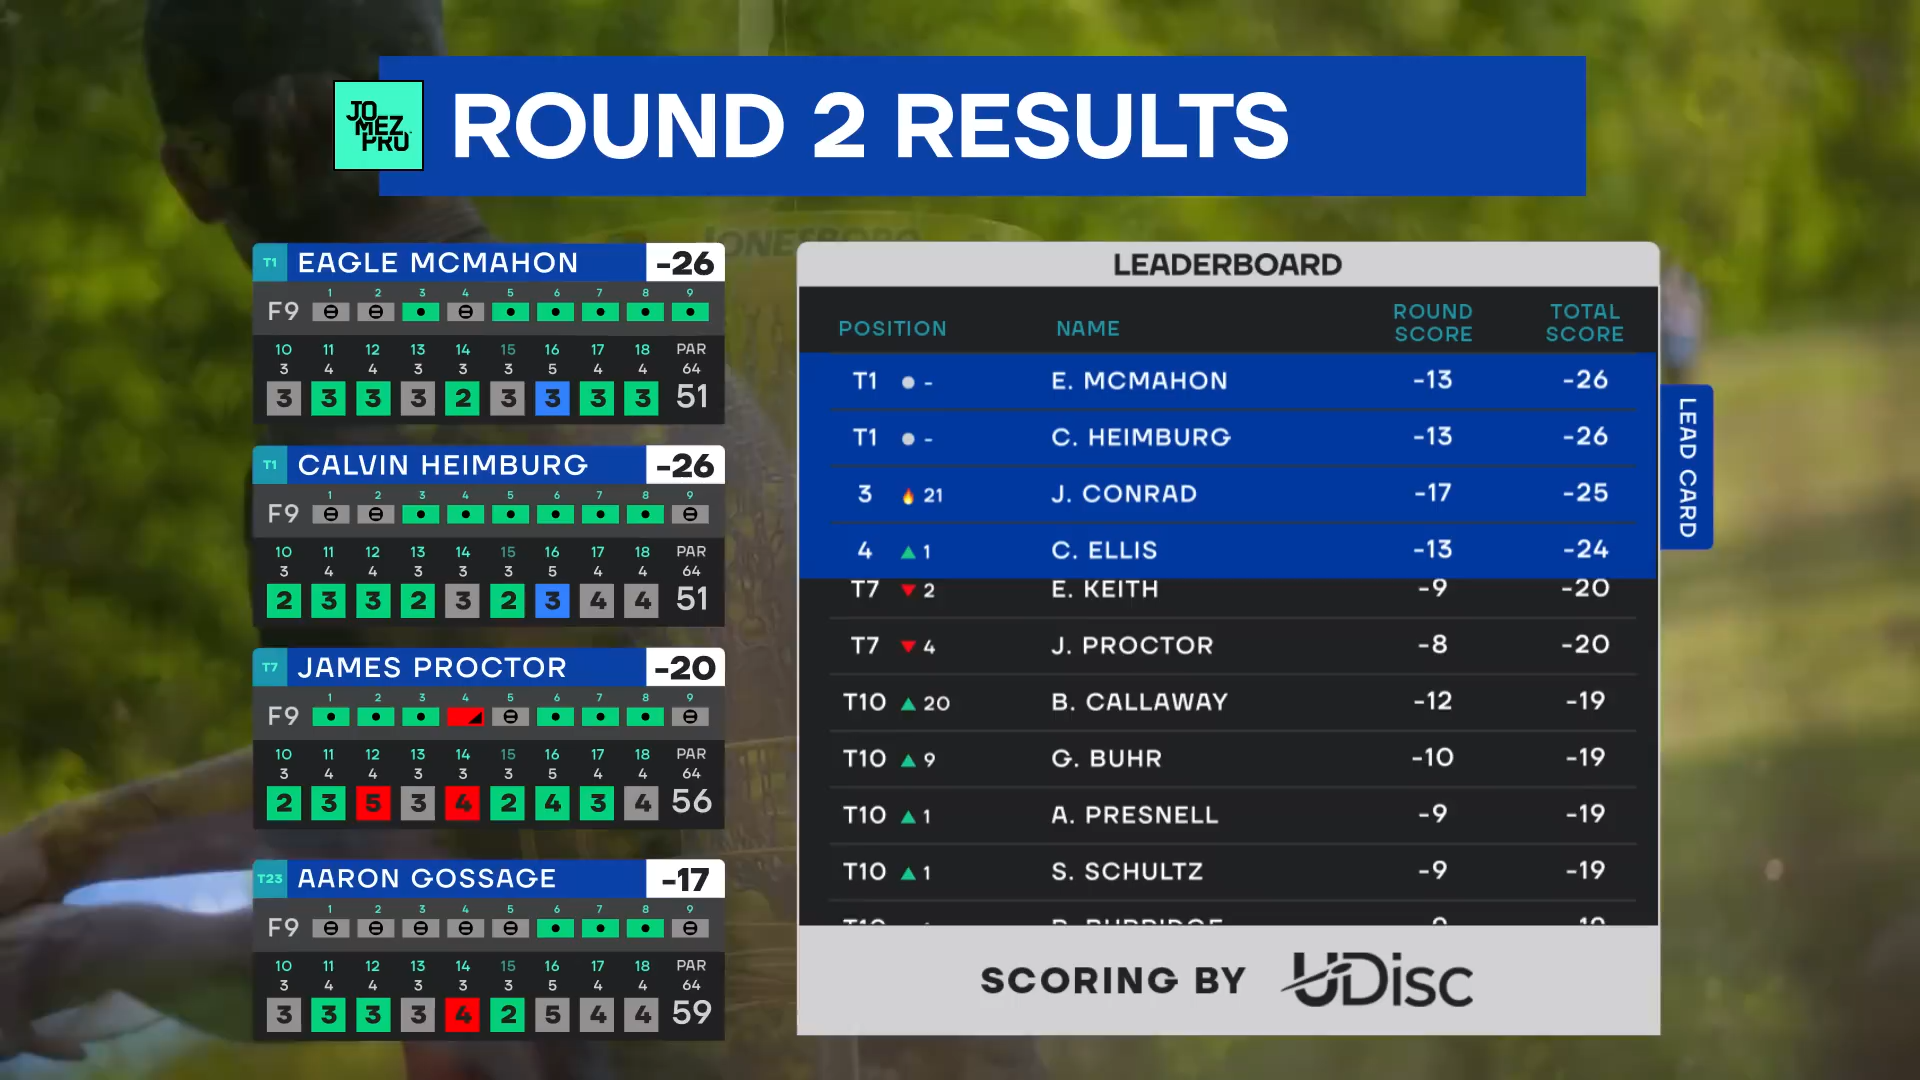 JO
MEZ
PRO
ROUND 2 RESULTS
T1 EAGLE MCMAHON -26
1 2 3 4 5 6 7 8 9
F9
10 11 12 13 14 15 16 17 18 PAR
3 4 4 3 3 3 5 4 4 64
3 3 3 3 2 3 3 3 3 51
T1 CALVIN HEIMBURG -26
1 2 3 4 5 6 7 8 9
F9
10 11 12 13 14 15 16 17 18 PAR
3 4 4 3 3 3 5 4 4 64
2 3 3 2 3 2 3 4 4 51
T7 JAMES PROCTOR -20
1 2 3 4 5 6 7 8 9
F9
10 11 12 13 14 15 16 17 18 PAR
3 4 4 3 3 3 5 4 4 64
2 3 5 3 4 2 4 3 4 56
T23 AARON GOSSAGE -17
1 2 3 4 5 6 7 8 9
F9
10 11 12 13 14 15 16 17 18 PAR
3 4 4 3 3 3 5 4 4 64
3 3 3 3 4 2 5 4 4 59
JONESBORO
LEADERBOARD
POSITION NAME ROUND SCORE TOTAL SCORE
T1 - E. MCMAHON -13 -26
T1 - C. HEIMBURG -13 -26
3 21 J. CONRAD -17 -25
4 1 C. ELLIS -13 -24
T7 2 E. KEITH -9 -20
T7 4 J. PROCTOR -8 -20
T10 20 B. CALLAWAY -12 -19
T10 9 G. BUHR -10 -19
T10 1 A. PRESNELL -9 -19
T10 1 S. SCHULTZ -9 -19
LEAD CARD
SCORING BY UDisc